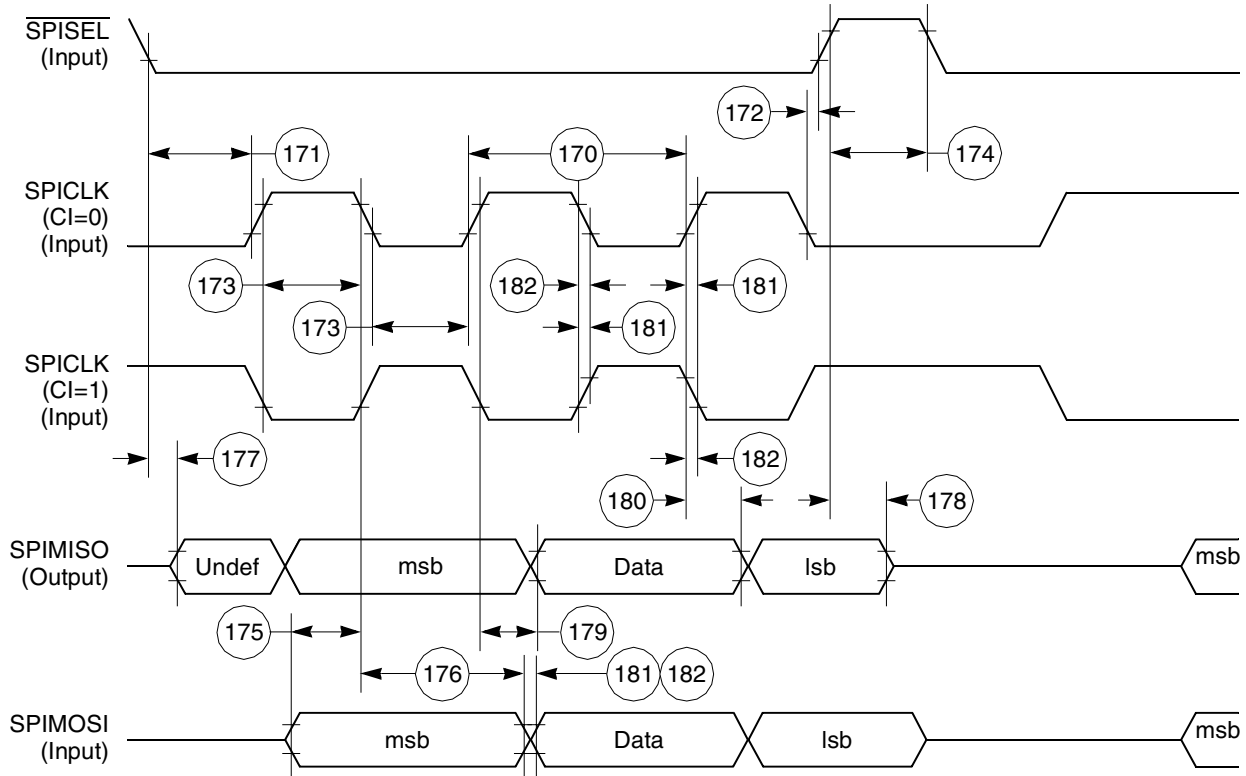 SPISEL
(Input)
172
171
170
174
SPICLK
(CI=0)
(Input)
173
182
181
173
181
SPICLK
(CI=1)
(Input)
177
182
180
178
SPIMISO
(Output)
Undef
msb
Data
lsb
msb
175
179
176
181
182
SPIMOSI
(Input)
msb
Data
lsb
msb